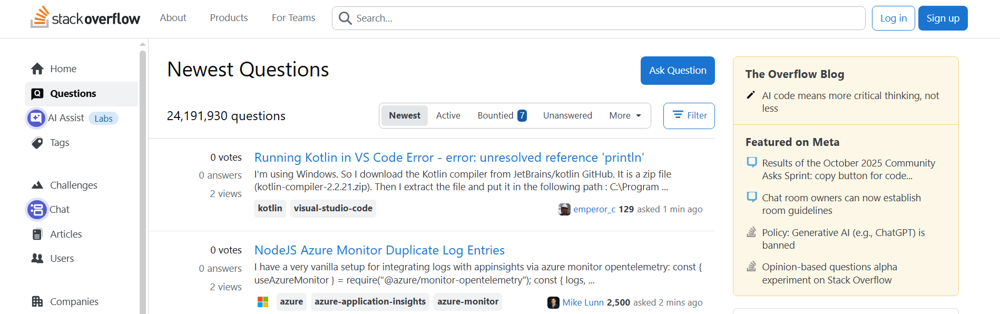 stack overflow
About
Products
For Teams
Search...
Log in
Sign up
Home
Questions
AI Assist Labs
Tags
Challenges
Chat
Articles
Users
Companies
Newest Questions
Ask Question
24,191,930 questions
Newest
Active
Bountied 7
Unanswered
More
Filter
0 votes
0 answers
2 views
Running Kotlin in VS Code Error - error: unresolved reference 'println'
I'm using Windows. So I download the Kotlin compiler from JetBrains/kotlin GitHub. It is a zip file
(kotlin-compiler-2.2.21.zip). Then I extract the file and put it in the following path : C:\Program ...
kotlin
visual-studio-code
emperor_c 129 asked 1 min ago
0 votes
0 answers
2 views
NodeJS Azure Monitor Duplicate Log Entries
I have a very vanilla setup for integrating logs with appinsights via azure monitor opentelemetry: const {
useAzureMonitor } = require("@azure/monitor-opentelemetry"); const { logs, ...
azure
azure-application-insights
azure-monitor
Mike Lunn 2,500 asked 2 mins ago
The Overflow Blog
AI code means more critical thinking, not
less
Featured on Meta
Results of the October 2025 Community
Asks Sprint: copy button for code...
Chat room owners can now establish
room guidelines
Policy: Generative AI (e.g., ChatGPT) is
banned
Opinion-based questions alpha
experiment on Stack Overflow